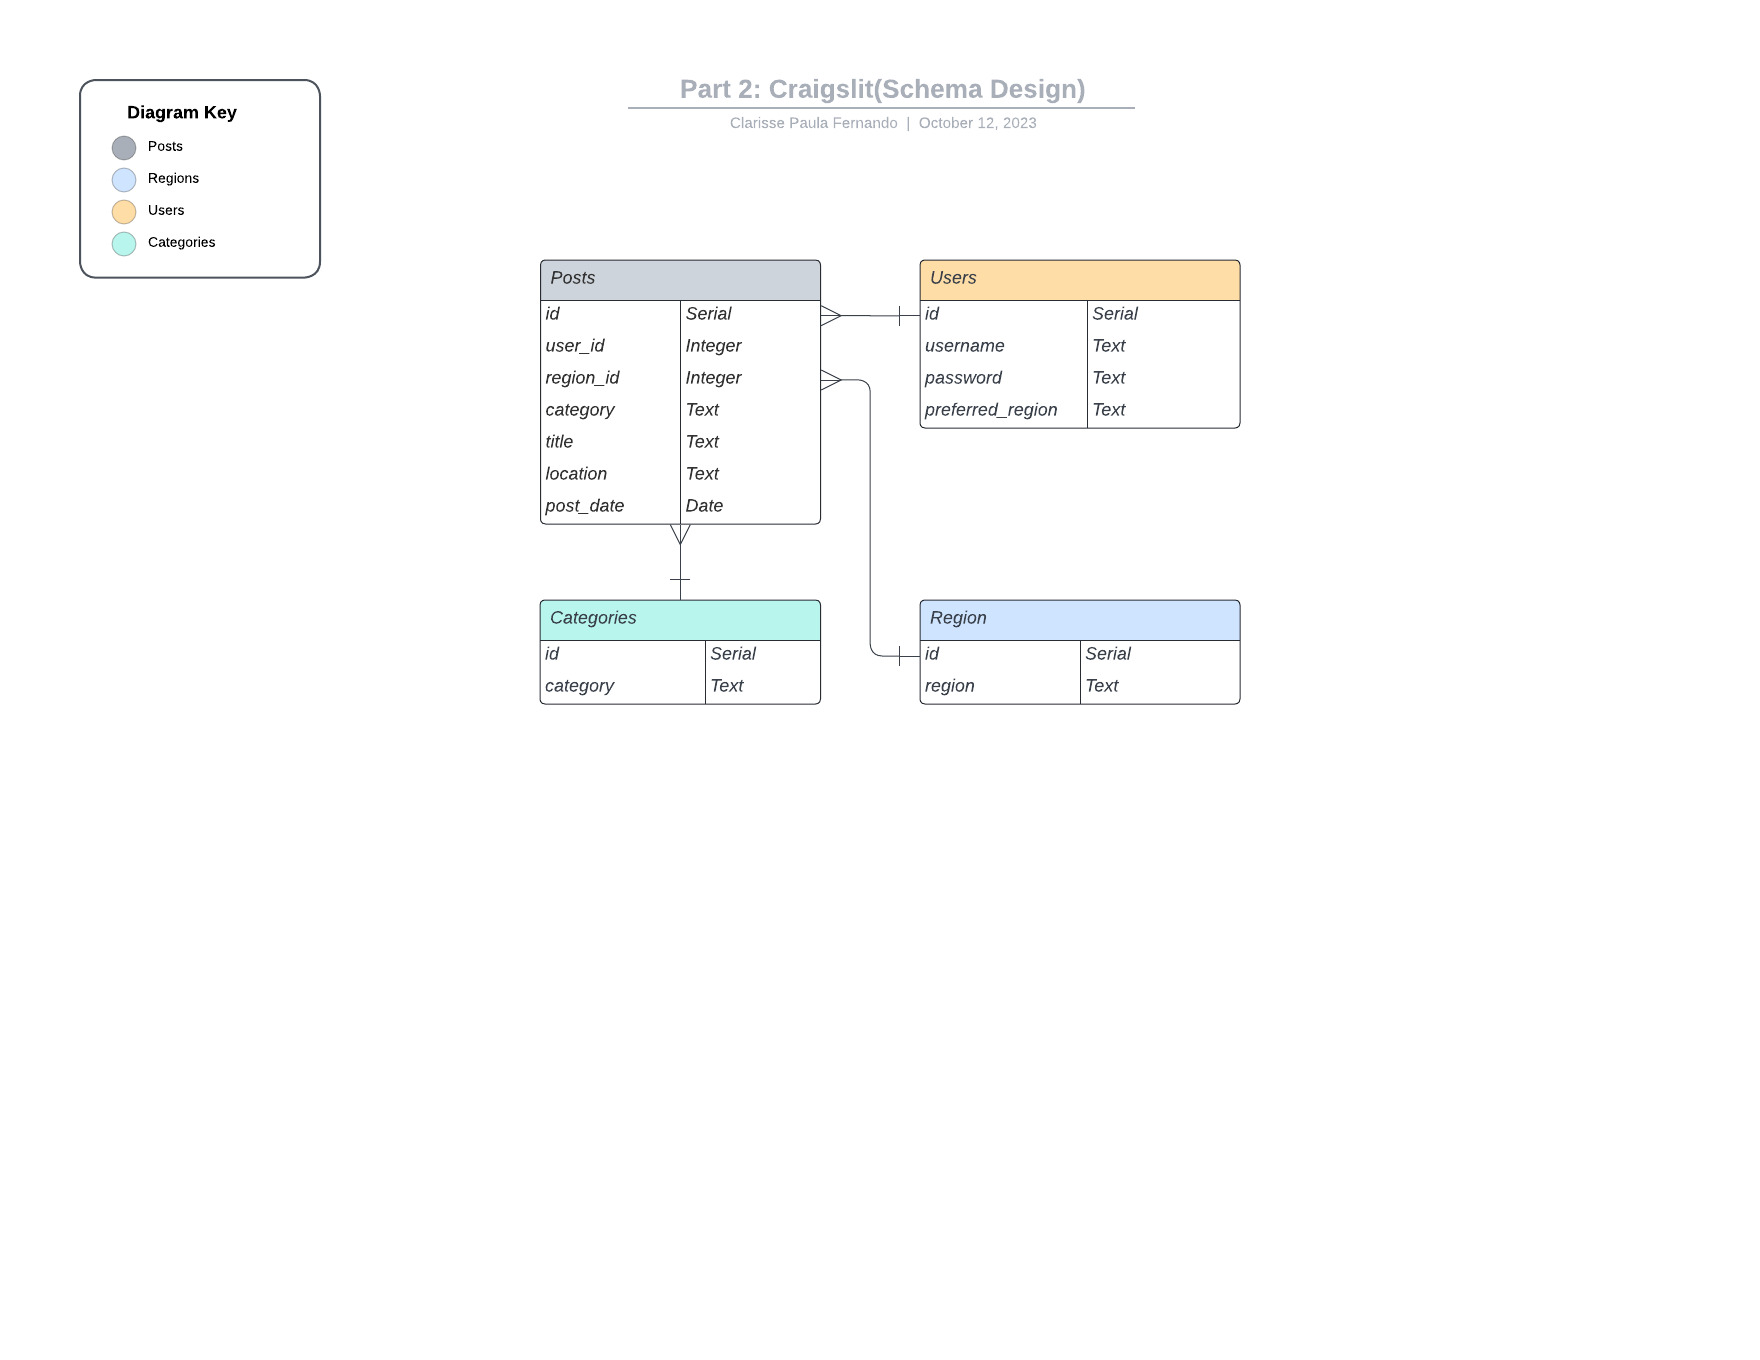 Part 2: Craigslit(Schema Design)
Clarisse Paula Fernando | October 12, 2023
Diagram Key
Posts
Regions
Users
Categories
Posts
id Serial
user_id Integer
region_id Integer
category Text
title Text
location Text
post_date Date
Users
id Serial
username Text
password Text
preferred_region Text
Categories
id Serial
category Text
Region
id Serial
region Text